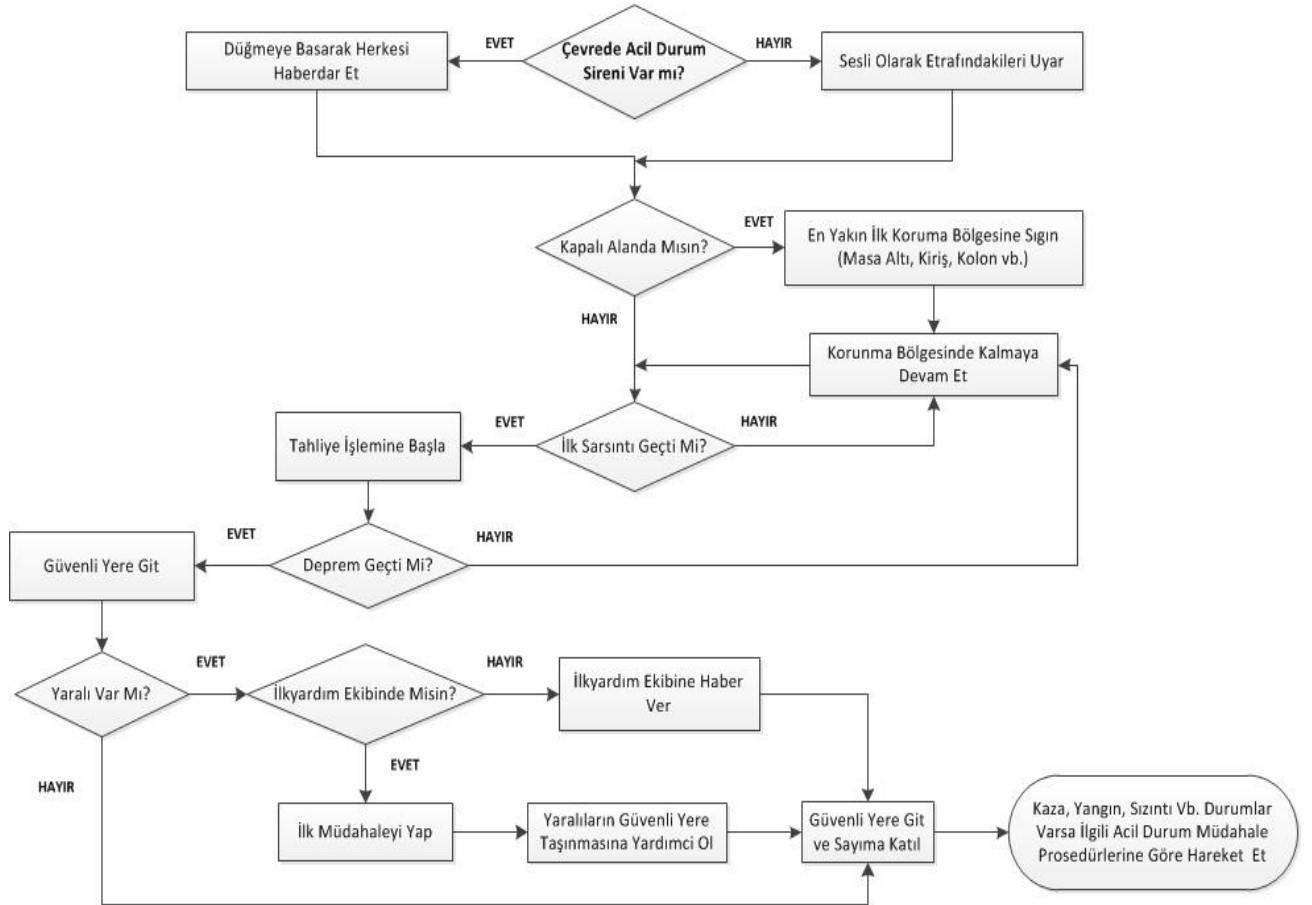 EVET
HAYIR
Düğmeye Basarak Herkesi
Haberdar Et
Çevrede Acil Durum
Sireni Var mı?
Sesli Olarak Etrafındakileri Uyar
EVET
Kapalı Alanda Mısın?
En Yakın İlk Koruma Bölgesine Sıgın
(Masa Altı, Kiriş, Kolon vb.)
HAYIR
Korunma Bölgesinde Kalmaya
Devam Et
EVET
HAYIR
Tahliye İşlemine Başla
İlk Sarsıntı Geçti Mi?
EVET
HAYIR
Güvenli Yere Git
Deprem Geçti Mi?
EVET
HAYIR
Yaralı Var Mı?
İlkyardım Ekibinde Misin?
İlkyardım Ekibine Haber
Ver
EVET
HAYIR
İlk Müdahaleyi Yap
Yaralıların Güvenli Yere
Taşınmasına Yardımci Ol
Güvenli Yere Git
ve Sayıma Katıl
Kaza, Yangın, Sızıntı Vb. Durumlar
Varsa İlgili Acil Durum Müdahale
Prosedürlerine Göre Hareket Et